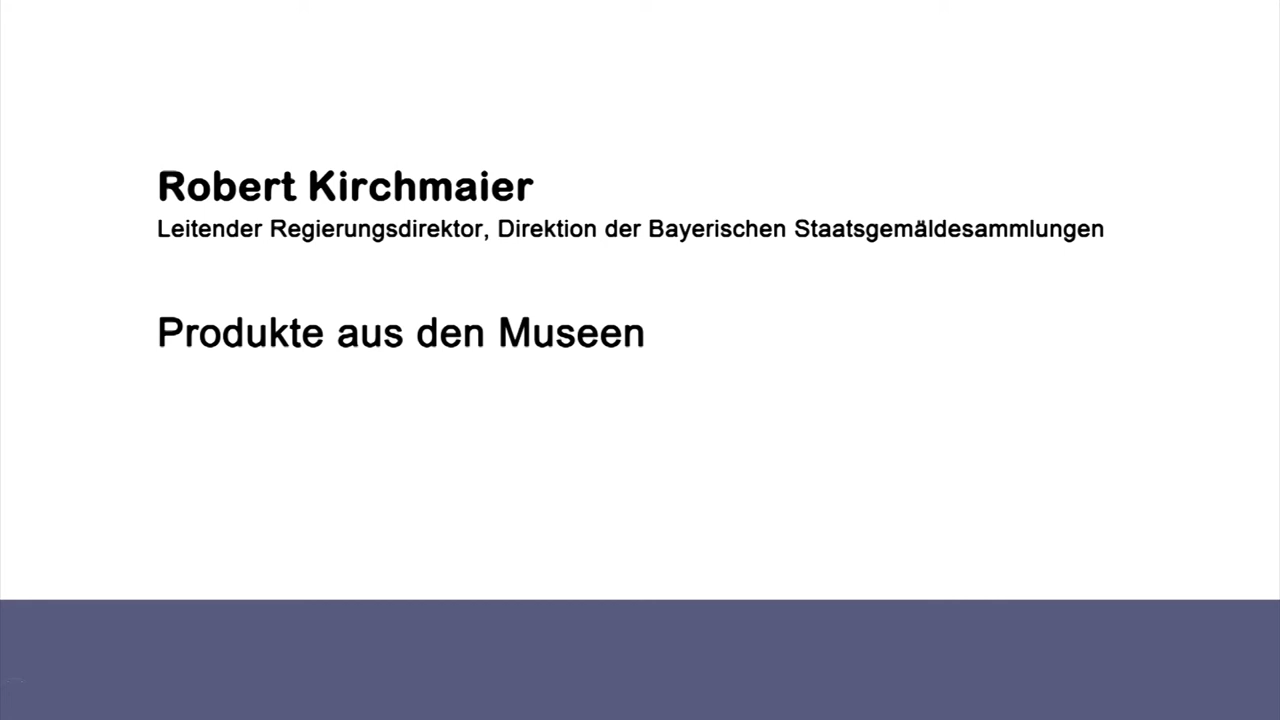 Robert Kirchmaier
Leitender Regierungsdirektor, Direktion der Bayerischen Staatsgemäldesammlungen
Produkte aus den Museen